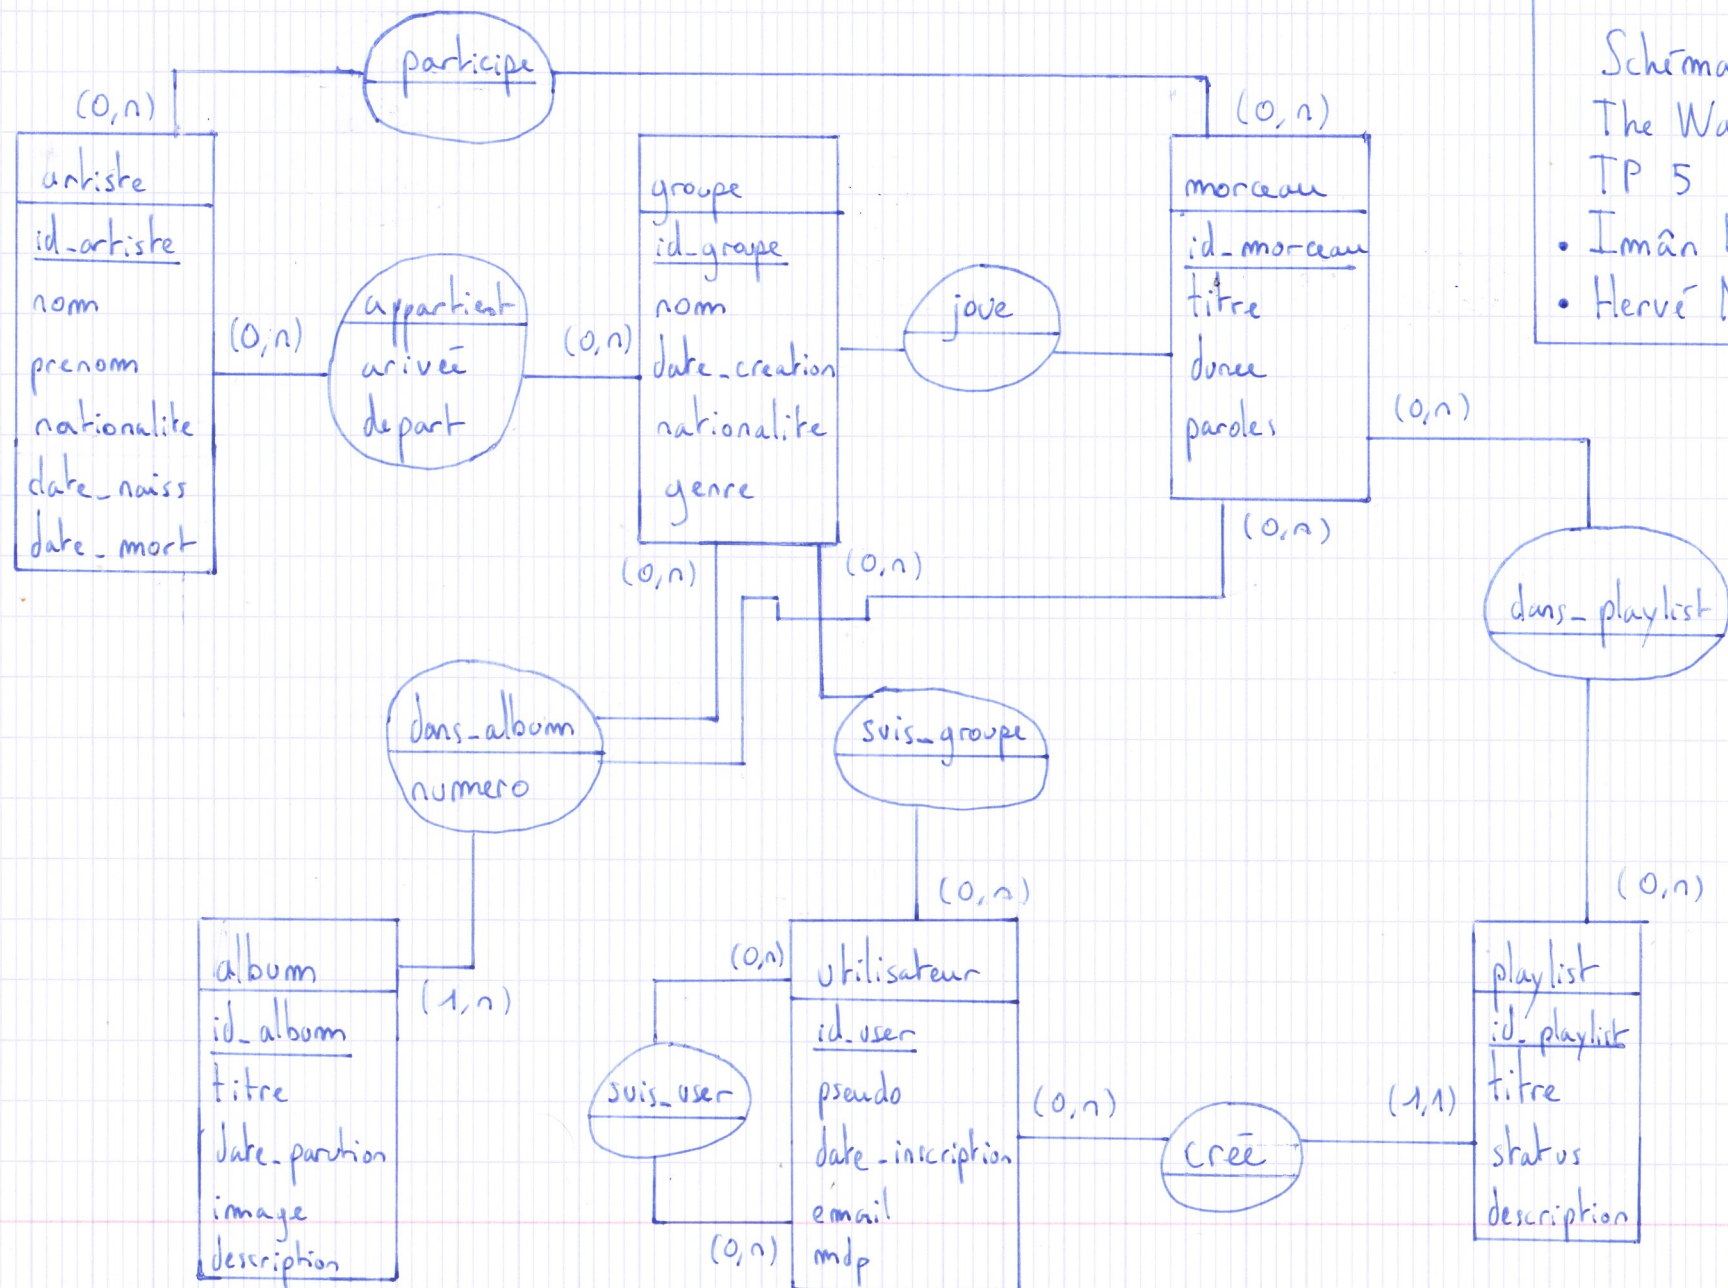 participe
(0,n)
(0,n)
artiste
id_artiste
nom
prenom
nationalite
date_naiss
date_mort
(0,n)
appartient
arivée
depart
(0,n)
groupe
id_groupe
nom
date_creation
nationalite
genre
joue
morceau
id_morceau
titre
duree
paroles
Schéma
The
TP 5
• Imân
• Hervé
(0,n)
(0,n)
(0,n)
(0,n)
dans_playlist
dans_album
numero
suis_groupe
(0,n)
(0,n)
album
id_album
titre
date_parution
image
description
(1,n)
(0,n)
suis_user
(0,n)
utilisateur
id_user
pseudo
date_inscription
email
mdp
(0,n)
créé
(1,1)
playlist
id_playlist
titre
status
description